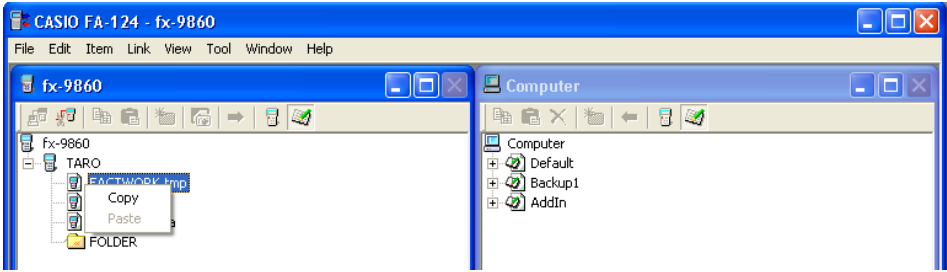 CASIO FA-124 - fx-9860
File Edit Item Link View Tool Window Help
fx-9860
Computer
fx-9860
TARO
FACTWORK.tmp
Copy
Paste
FOLDER
Computer
Default
Backup1
AddIn